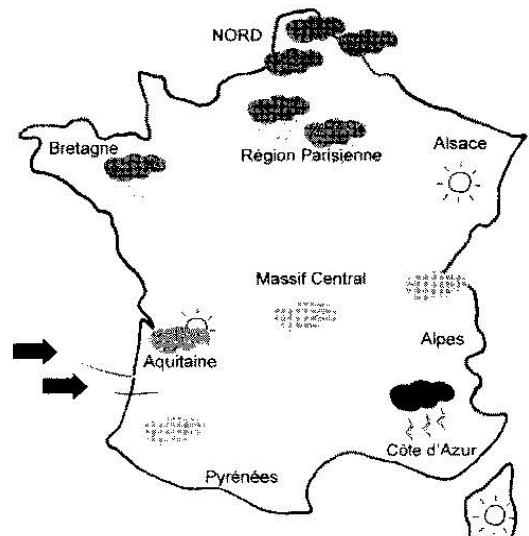 NORD
Bretagne
Région Parisienne
Alsace
Massif Central
Alpes
Aquitaine
Côte d'Azur
Pyrénées